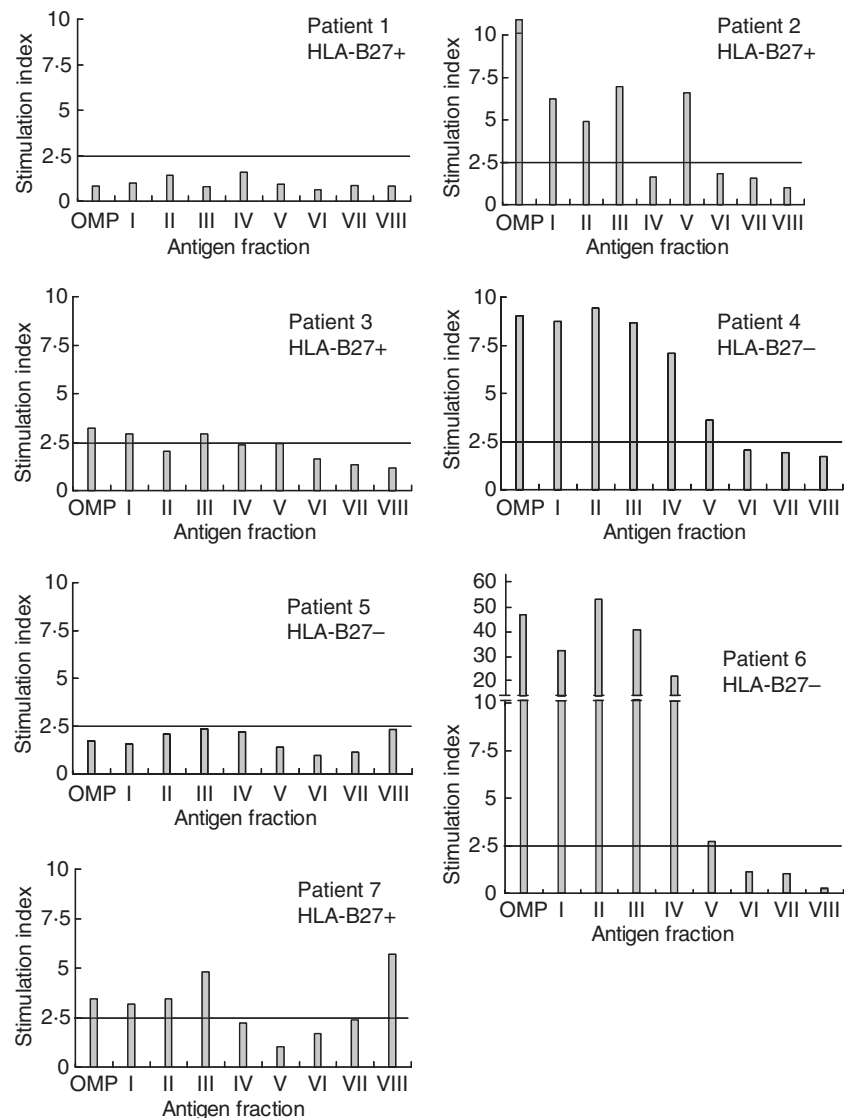 Patient 1
HLA-B27+
Stimulation index
10
7·5
5
2·5
0
OMP I II III IV V VI VII VIII
Antigen fraction
Patient 2
HLA-B27+
Stimulation index
10
7·5
5
2·5
0
OMP I II III IV V VI VII VIII
Antigen fraction
Patient 3
HLA-B27+
Stimulation index
10
7·5
5
2·5
0
OMP I II III IV V VI VII VIII
Antigen fraction
Patient 4
HLA-B27–
Stimulation index
10
7·5
5
2·5
0
OMP I II III IV V VI VII VIII
Antigen fraction
Patient 5
HLA-B27–
Stimulation index
10
7·5
5
2·5
0
OMP I II III IV V VI VII VIII
Antigen fraction
Patient 6
HLA-B27–
Stimulation index
60
50
40
30
20
10
7·5
5
2·5
0
OMP I II III IV V VI VII VIII
Antigen fraction
Patient 7
HLA-B27+
Stimulation index
10
7·5
5
2·5
0
OMP I II III IV V VI VII VIII
Antigen fraction